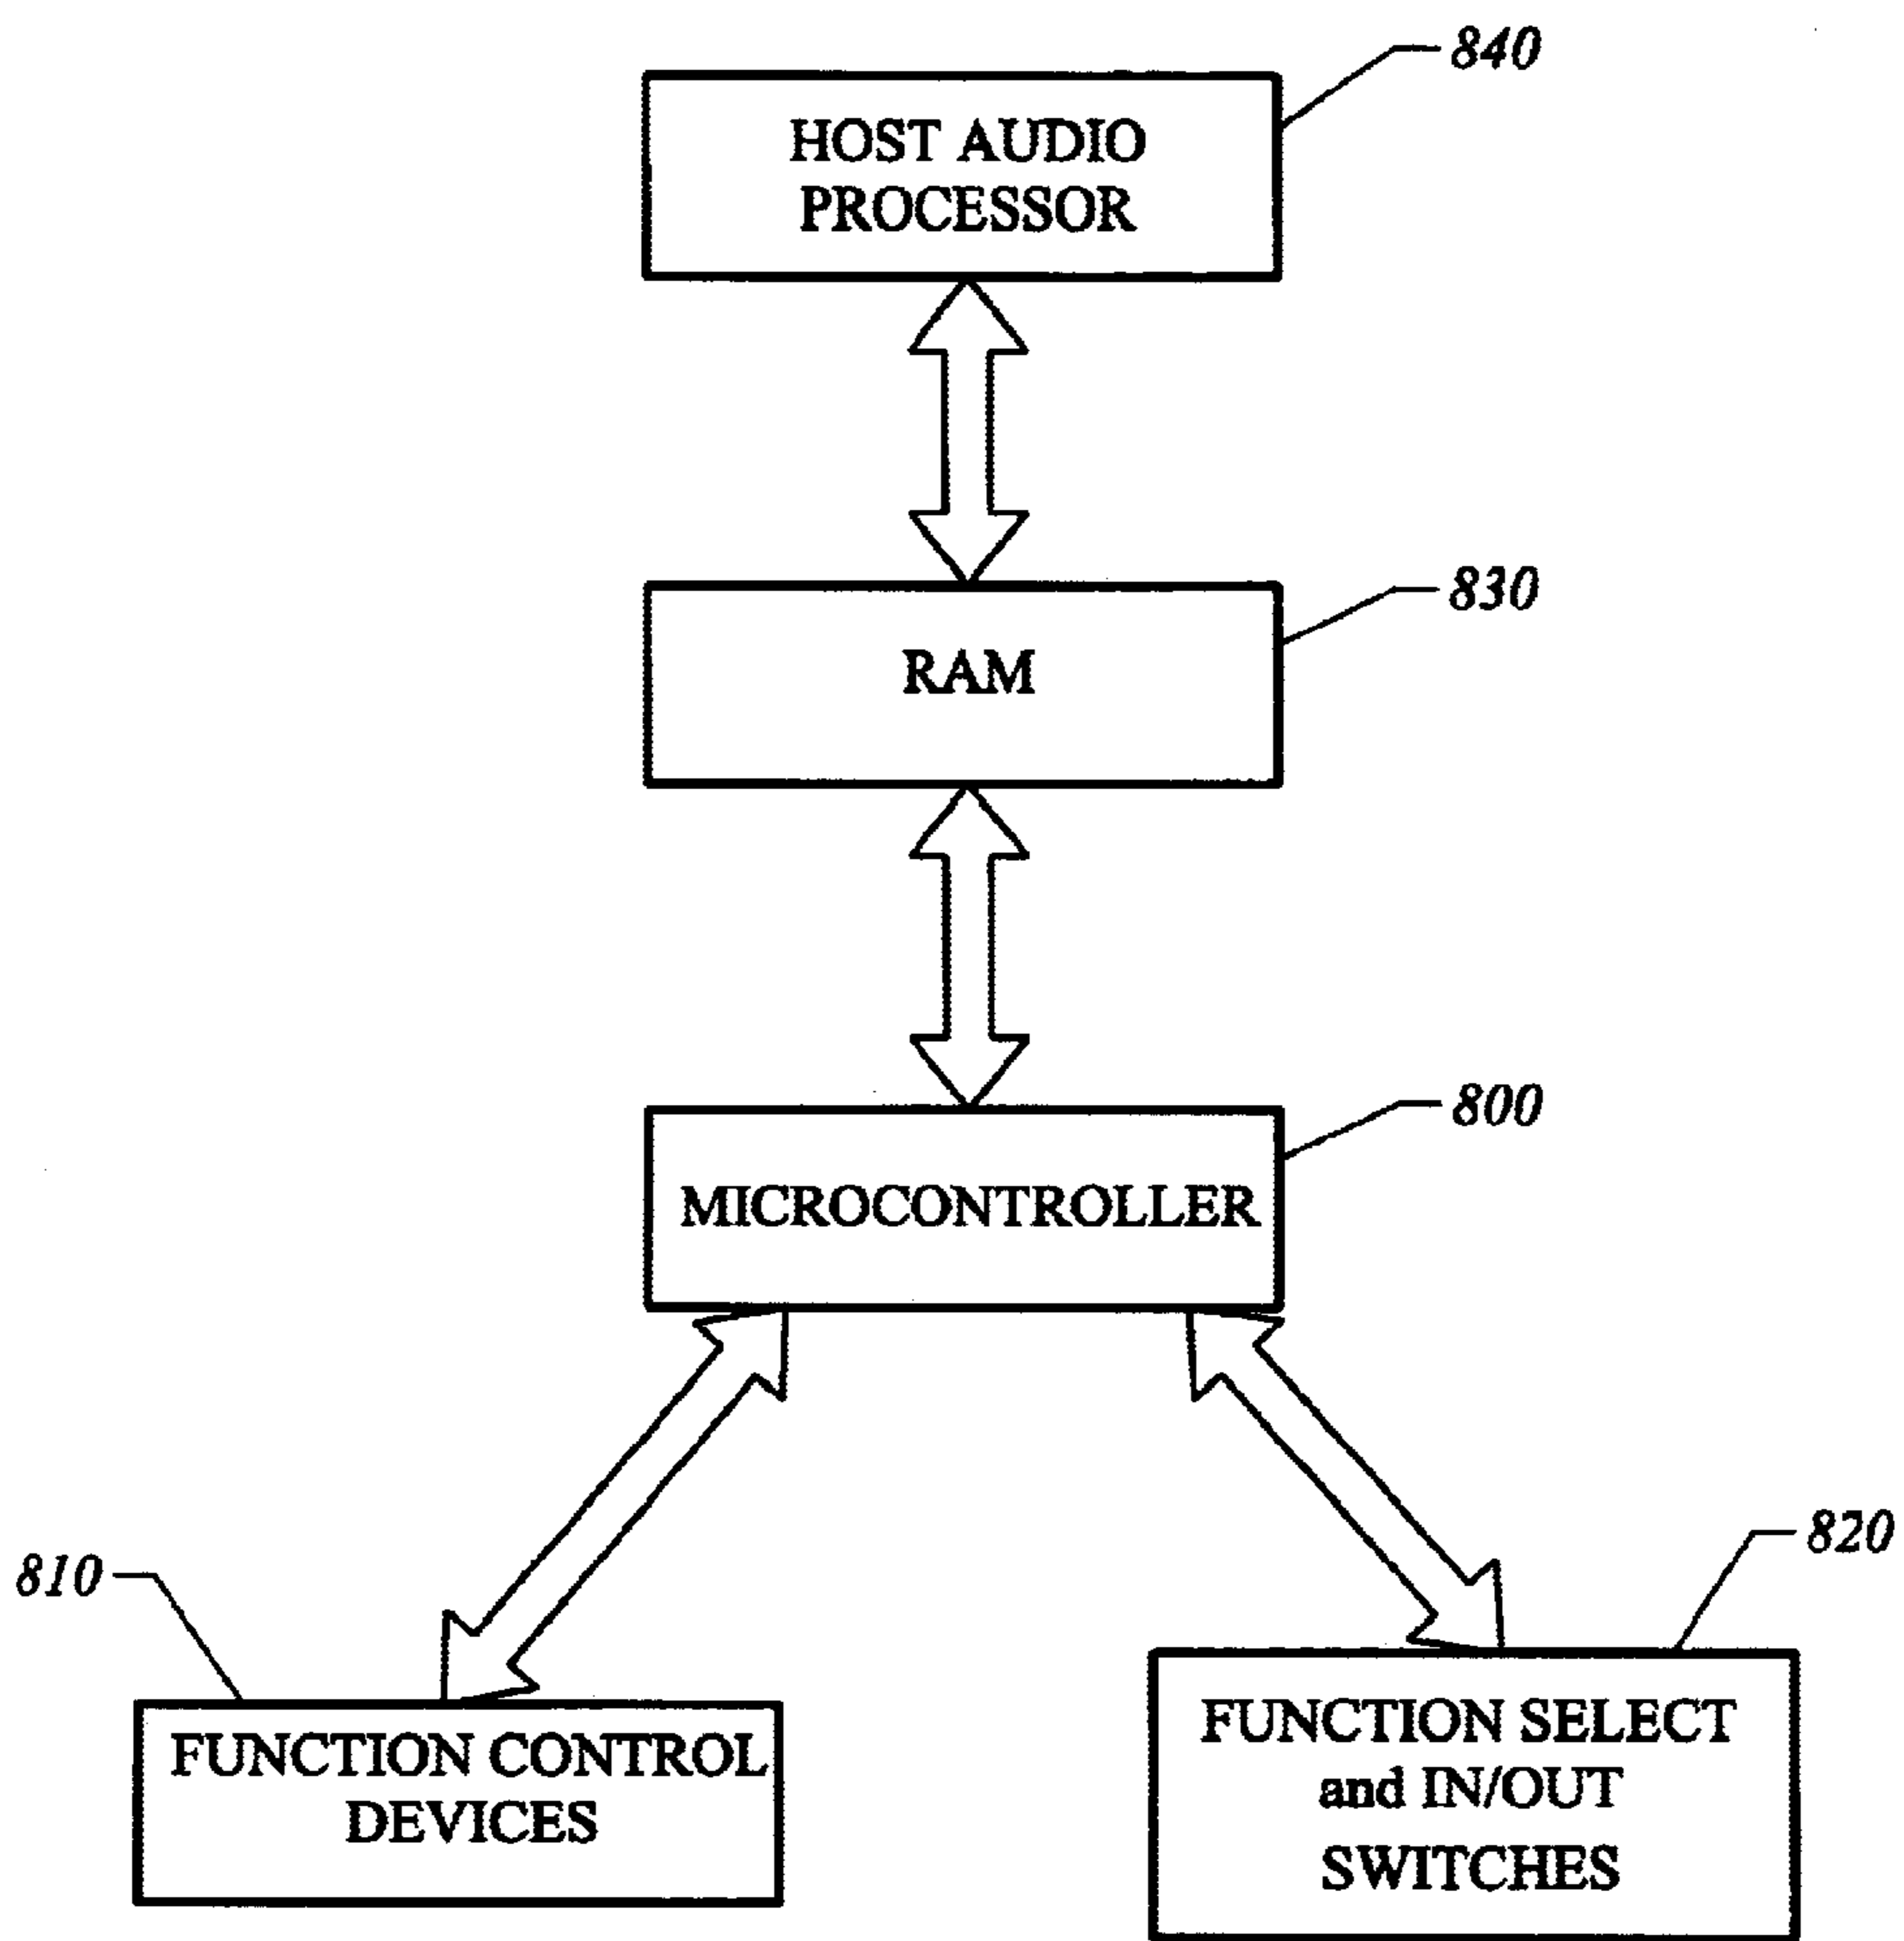 840
HOST AUDIO
PROCESSOR
830
RAM
800
MICROCONTROLLER
810
FUNCTION CONTROL
DEVICES
820
FUNCTION SELECT
and IN/OUT
SWITCHES